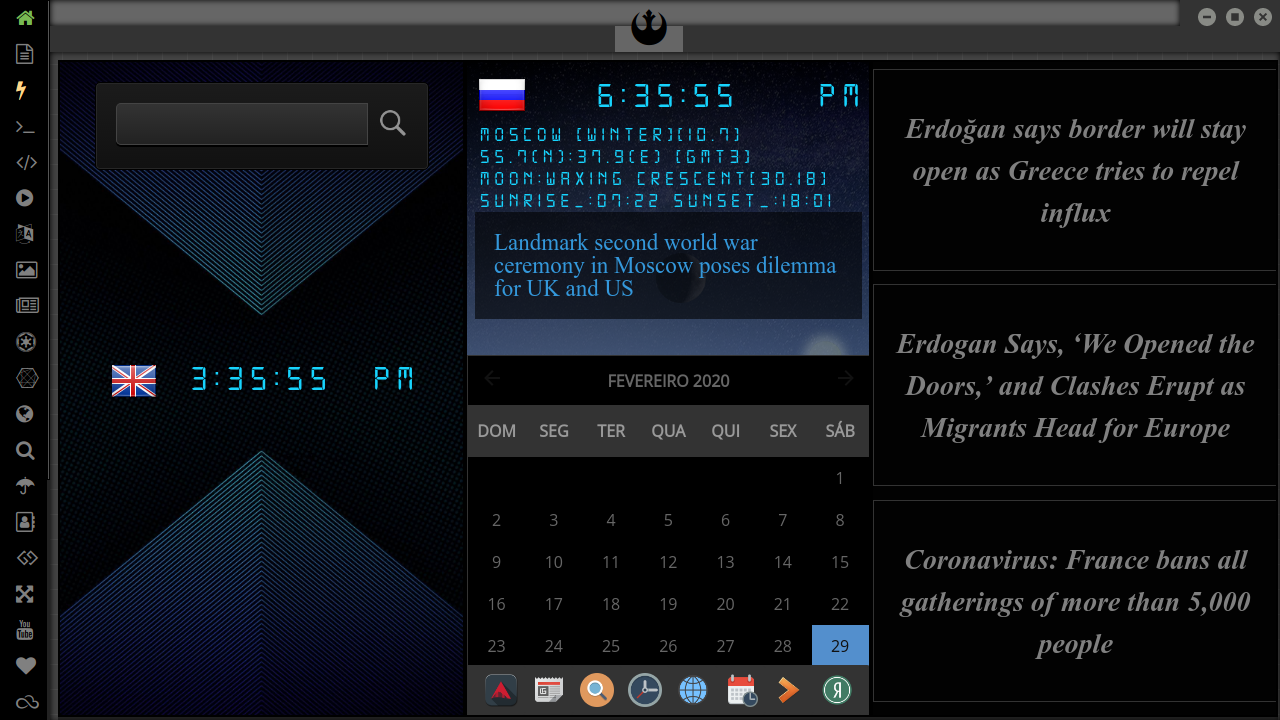 6:35:55 PM
MOSCOW (WINTER)(10.7)
55.7(N):37.9(E) (GMT3)
MOON:WAXING CRESCENT(30.18)
SUNRISE_:07:22 SUNSET_:18:01
Landmark second world war
ceremony in Moscow poses dilemma
for UK and US
3:35:55 PM
FEVEREIRO 2020
DOM SEG TER QUA QUI SEX SÁB
1
2 3 4 5 6 7 8
9 10 11 12 13 14 15
16 17 18 19 20 21 22
23 24 25 26 27 28 29
Я
Erdoğan says border will stay
open as Greece tries to repel
influx
Erdogan Says, ‘We Opened the
Doors,’ and Clashes Erupt as
Migrants Head for Europe
Coronavirus: France bans all
gatherings of more than 5,000
people
You
Tube